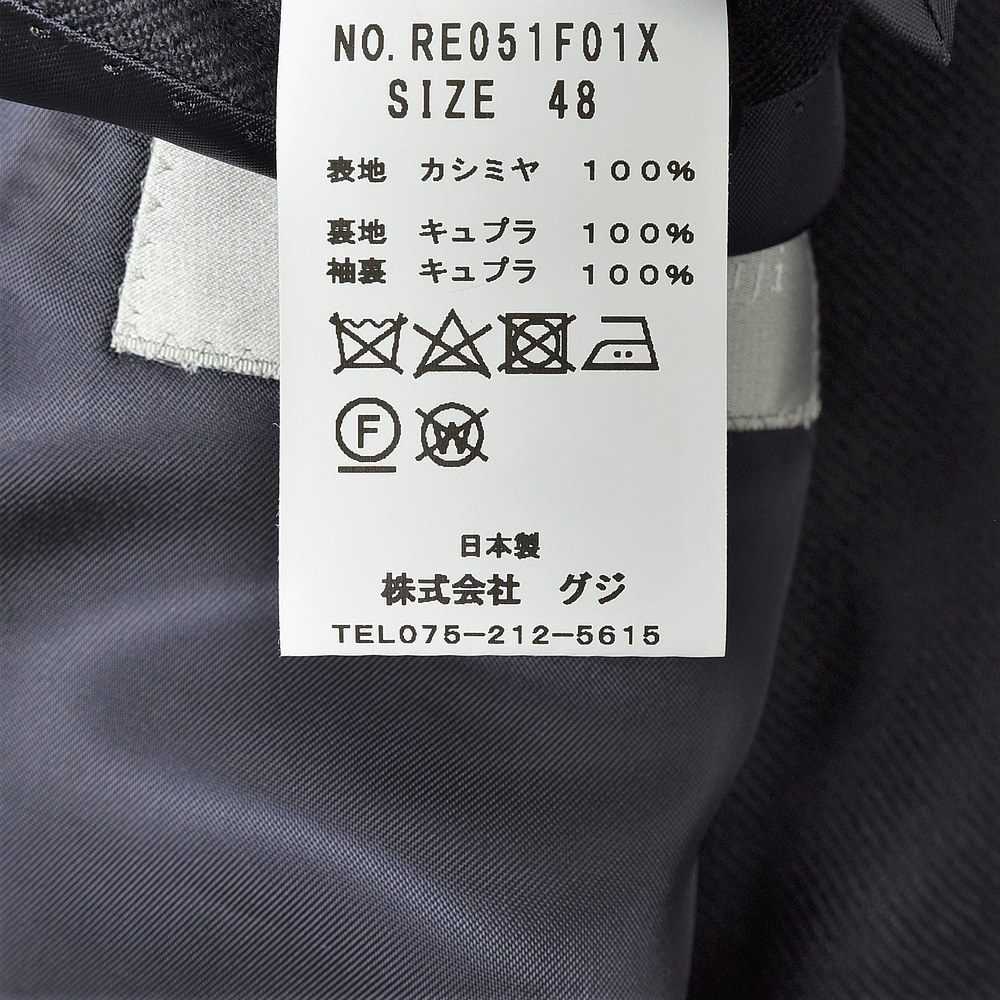 NO.RE051F01X
SIZE 48
表地 カシミヤ 100%
裏地 キュプラ 100%
袖裏 キュプラ 100%
F W
日本製
株式会社 グジ
TEL075-212-5615